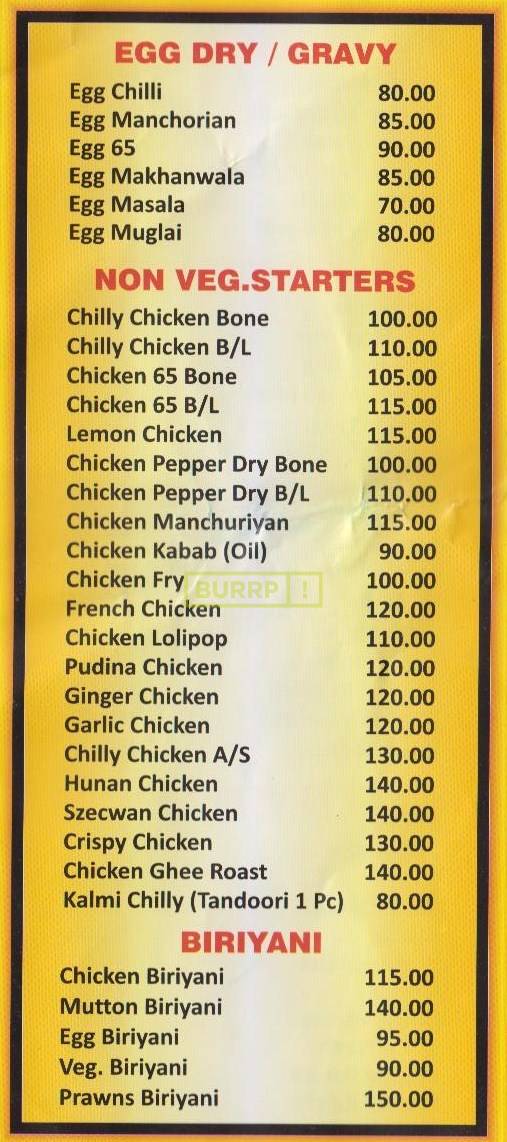 EGG DRY / GRAVY
Egg Chilli 80.00
Egg Manchorian 85.00
Egg 65 90.00
Egg Makhanwala 85.00
Egg Masala 70.00
Egg Muglai 80.00
NON VEG.STARTERS
Chilly Chicken Bone 100.00
Chilly Chicken B/L 110.00
Chicken 65 Bone 105.00
Chicken 65 B/L 115.00
Lemon Chicken 115.00
Chicken Pepper Dry Bone 100.00
Chicken Pepper Dry B/L 110.00
Chicken Manchuriyan 115.00
Chicken Kabab (Oil) 90.00
Chicken Fry 100.00
BURRP!
French Chicken 120.00
Chicken Lolipop 110.00
Pudina Chicken 120.00
Ginger Chicken 120.00
Garlic Chicken 120.00
Chilly Chicken A/S 130.00
Hunan Chicken 140.00
Szecwan Chicken 140.00
Crispy Chicken 130.00
Chicken Ghee Roast 140.00
Kalmi Chilly (Tandoori 1 Pc) 80.00
BIRIYANI
Chicken Biriyani 115.00
Mutton Biriyani 140.00
Egg Biriyani 95.00
Veg. Biriyani 90.00
Prawns Biriyani 150.00